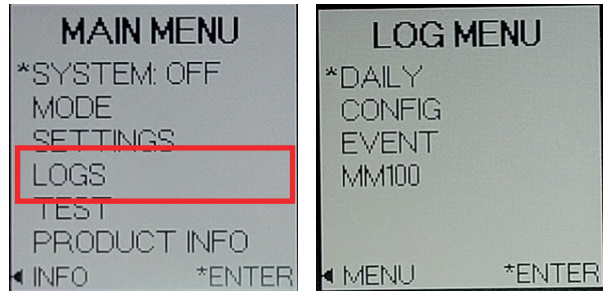 MAIN MENU
*SYSTEM: OFF
MODE
SETTINGS
LOGS
TEST
PRODUCT INFO
◄ INFO *ENTER
LOG MENU
*DAILY
CONFIG
EVENT
MM100
◄ MENU *ENTER